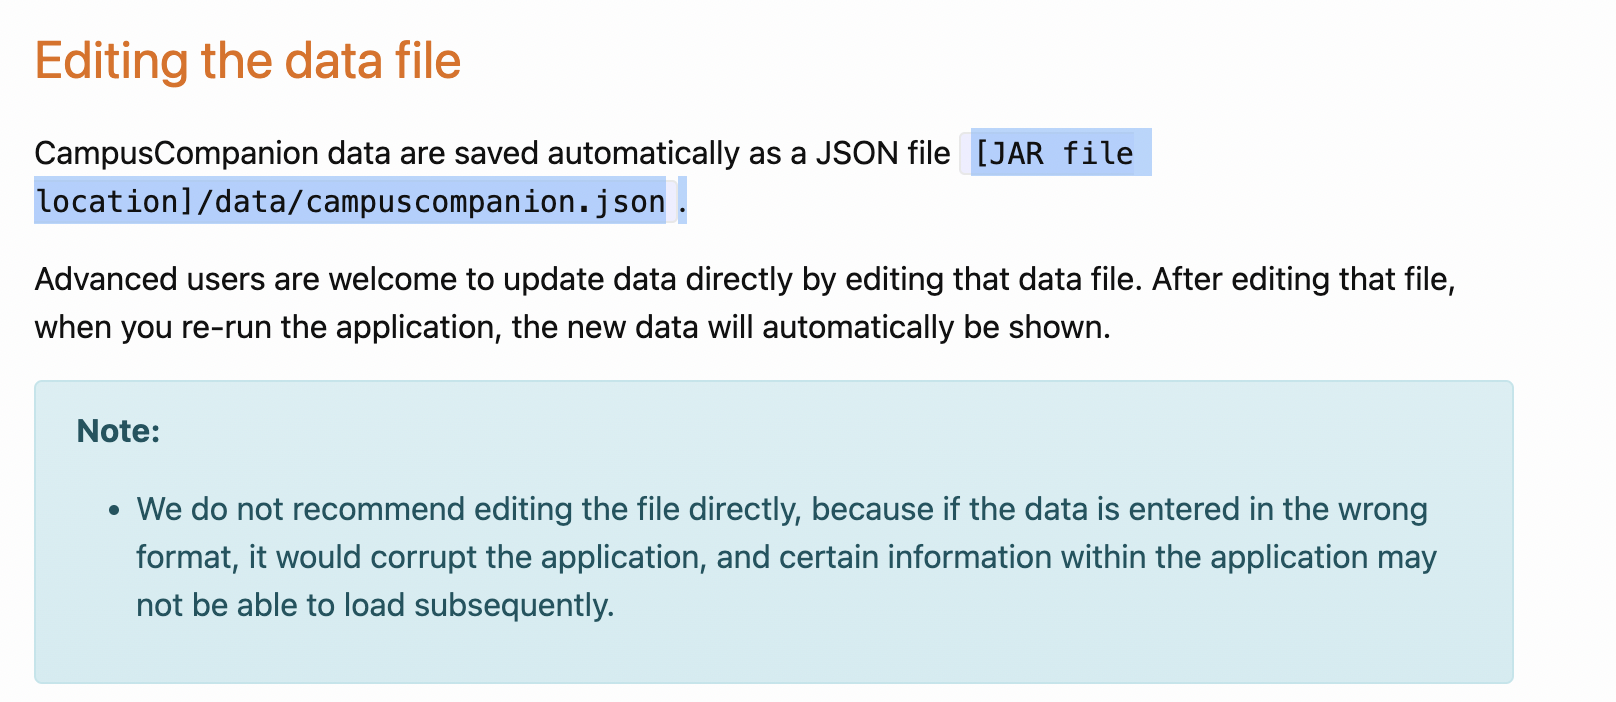 Editing the data file
CampusCompanion data are saved automatically as a JSON file [JAR file
location]/data/campuscompanion.json.
Advanced users are welcome to update data directly by editing that data file. After editing that file,
when you re-run the application, the new data will automatically be shown.
Note:
• We do not recommend editing the file directly, because if the data is entered in the wrong
format, it would corrupt the application, and certain information within the application may
not be able to load subsequently.